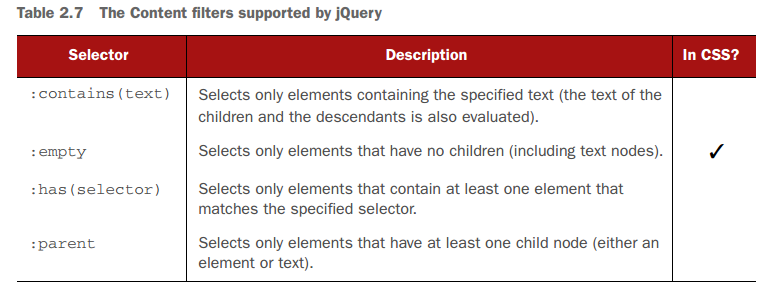 Table 2.7 The Content filters supported by jQuery
Selector Description In CSS?
:contains(text) Selects only elements containing the specified text (the text of the
children and the descendants is also evaluated).
:empty Selects only elements that have no children (including text nodes). ✓
:has(selector) Selects only elements that contain at least one element that
matches the specified selector.
:parent Selects only elements that have at least one child node (either an
element or text).